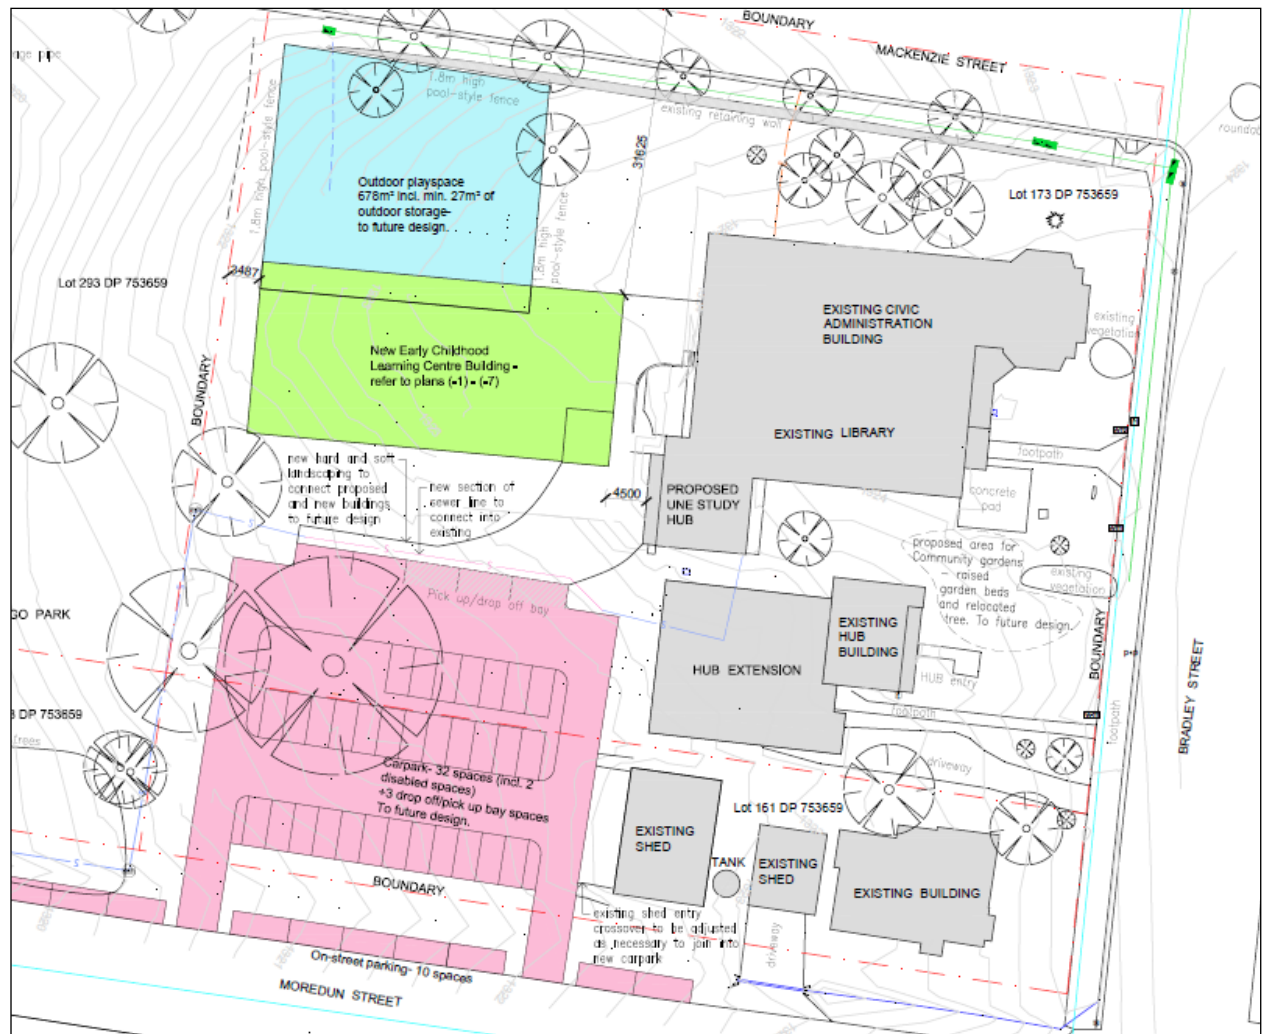 BOUNDARY
MACKENZIE STREET
1.8m high
pool-style fence
existing retaining wall
1.8m high pool-style fence
31625
Outdoor playspace
678m² incl. min. 27m² of
outdoor storage-
to future design.
Lot 173 DP 753659
1.8m high
pool-style fence
3487
Lot 293 DP 753659
EXISTING CIVIC
ADMINISTRATION
BUILDING
existing
vegetation
New Early Childhood
Learning Centre Building -
refer to plans (-1) - (-7)
BOUNDARY
EXISTING LIBRARY
footpath
new hard and soft
landscaping to
connect proposed
and new buildings
to future design
new section of
sewer line to
connect into
existing
4500
PROPOSED
UNE STUDY
HUB
concrete
pad
proposed area for
Community gardens
- raised
garden beds
and relocated
tree. To future design.
existing
vegetation
Pick up/drop off bay
GO PARK
EXISTING
HUB
BUILDING
HUB EXTENSION
HUB entry
BOUNDARY
BRADLEY STREET
footpath
footpath
DP 753659
trees
driveway
Carpark- 32 spaces (incl. 2
disabled spaces)
+3 drop off/pick up bay spaces
To future design.
Lot 161 DP 753659
EXISTING
SHED
TANK
EXISTING
SHED
EXISTING BUILDING
BOUNDARY
existing shed entry
crossover to be adjusted
as necessary to join into
new carpark
driveway
On-street parking- 10 spaces
MOREDUN STREET